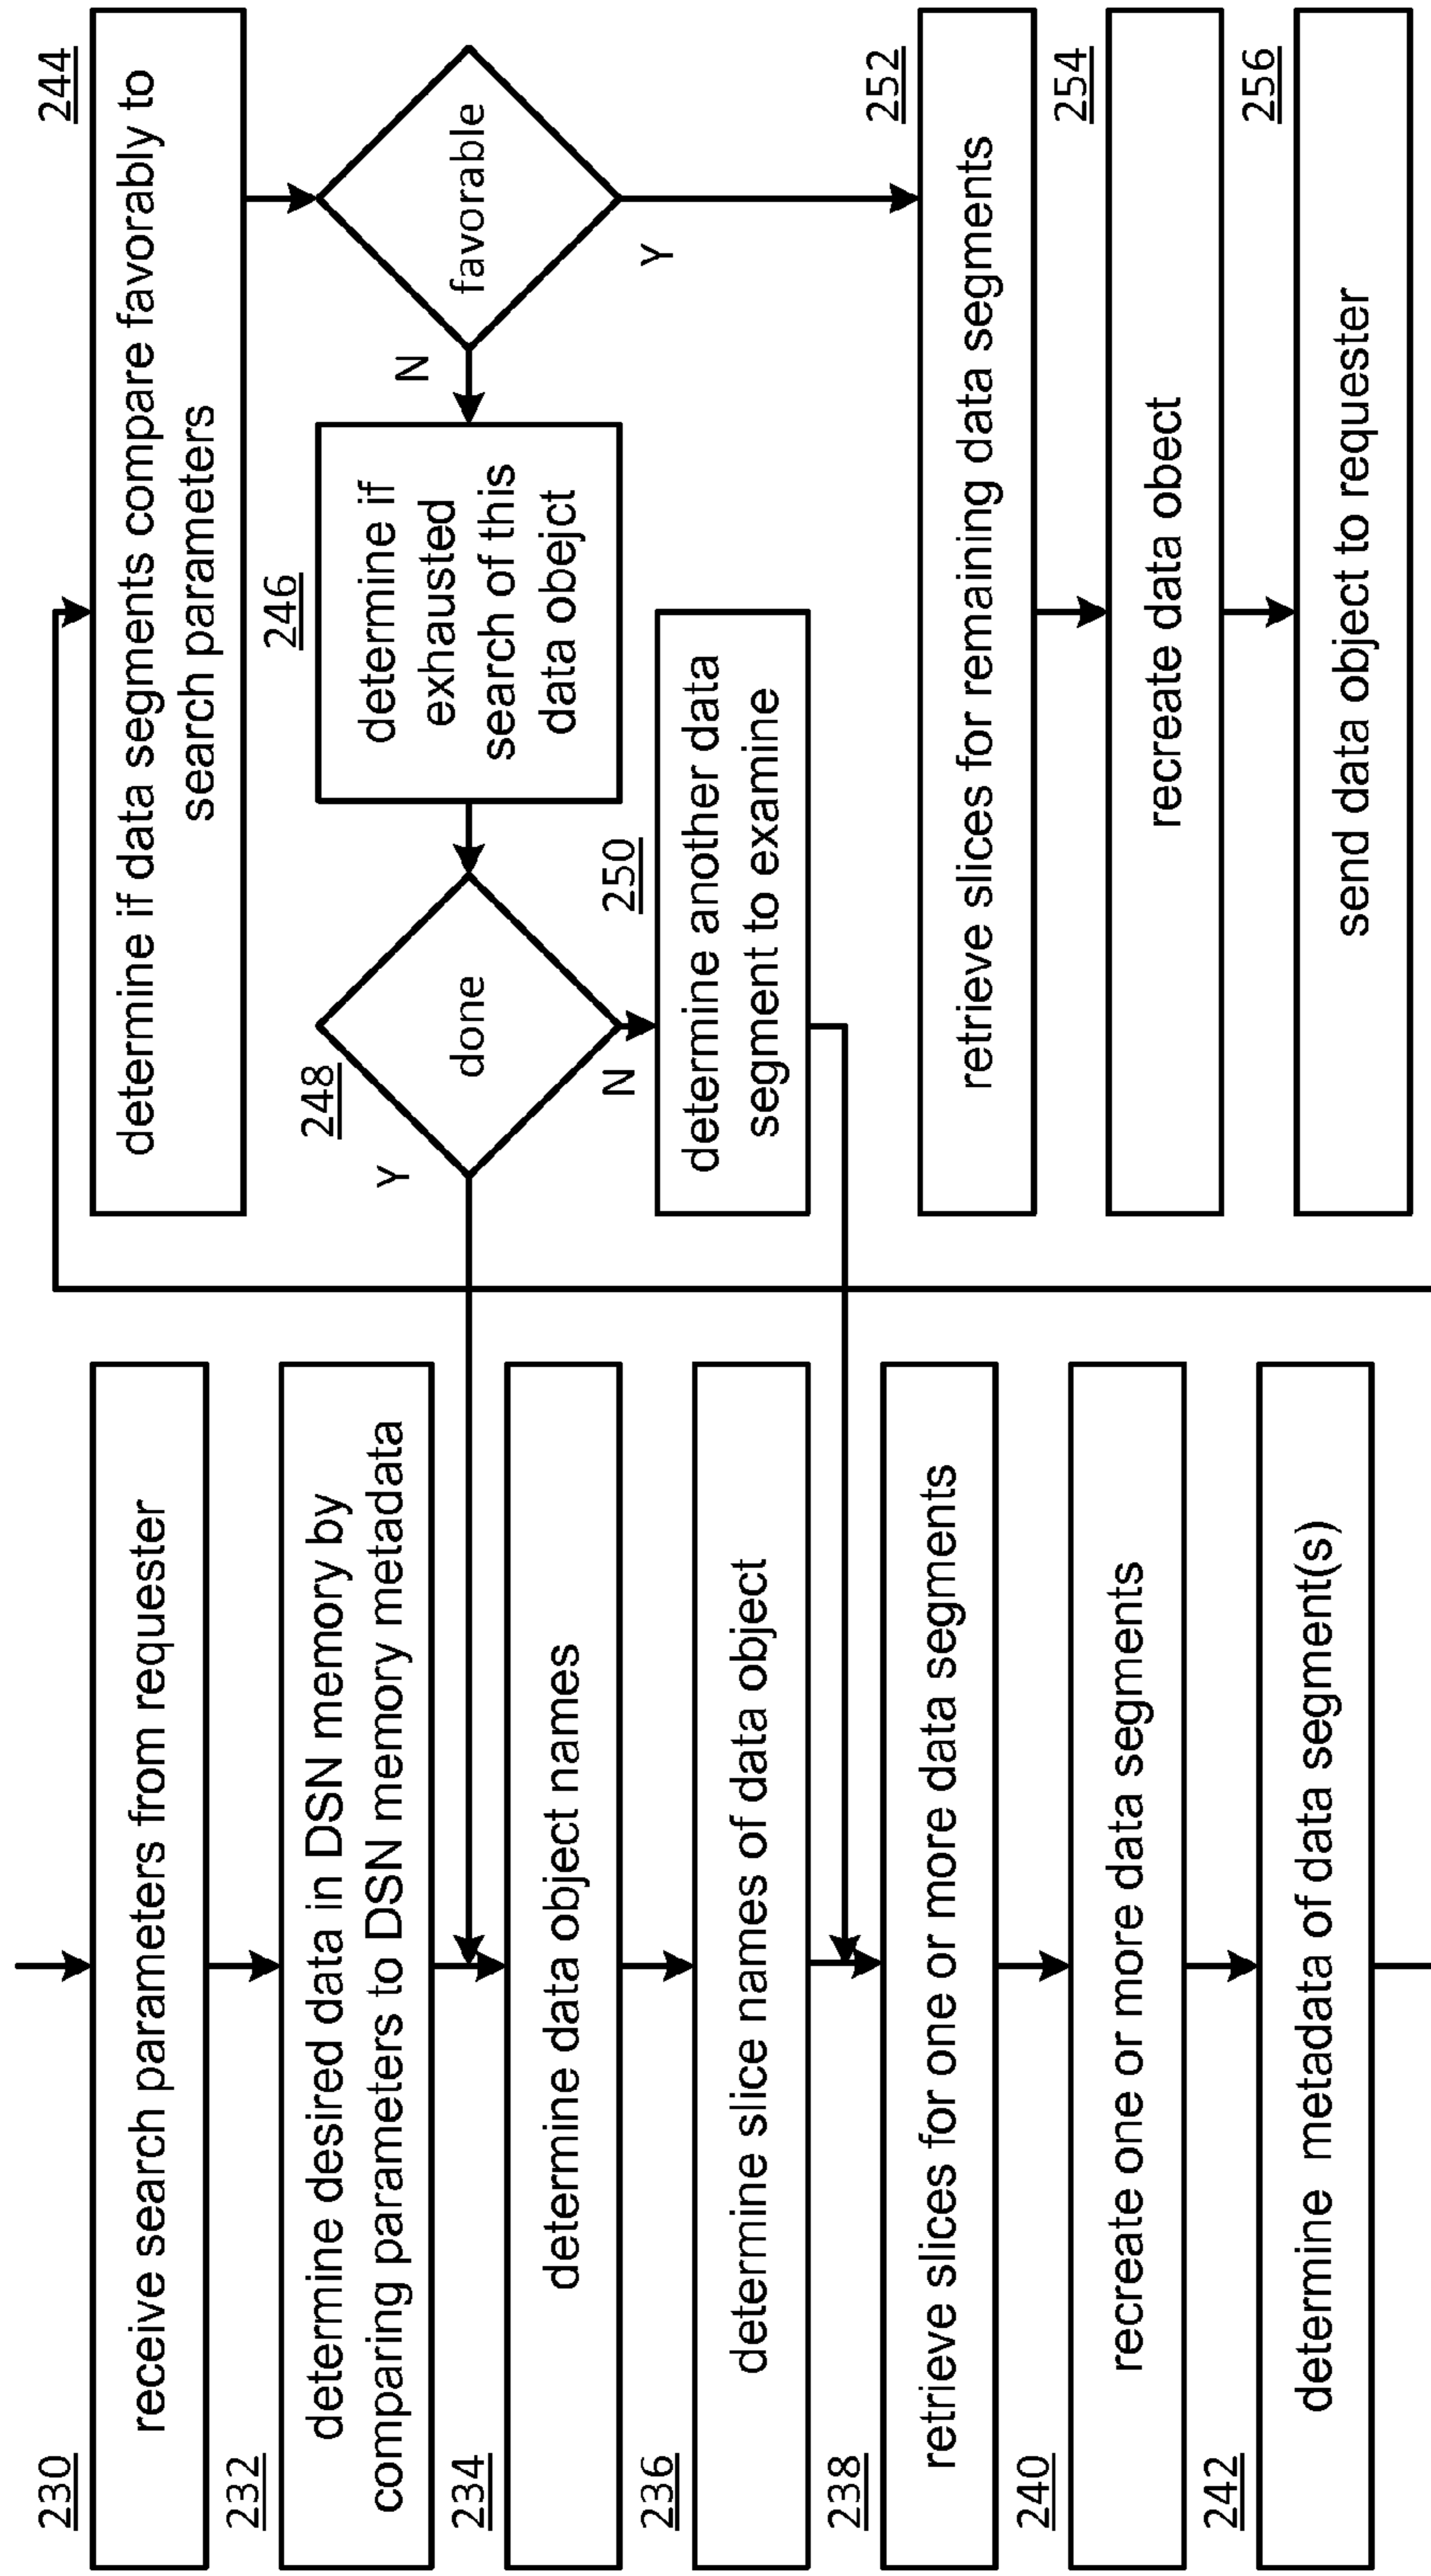 230
receive search parameters from requester
232
determine desired data in DSN memory by
comparing parameters to DSN memory metadata
234
determine data object names
236
determine slice names of data object
238
retrieve slices for one or more data segments
240
recreate one or more data segments
242
determine metadata of data segment(s)
244
determine if data segments compare favorably to
search parameters
favorable
N
Y
246
determine if
exhausted
search of this
data obejct
248
done
Y
N
250
determine another data
segment to examine
252
retrieve slices for remaining data segments
254
recreate data obect
256
send data object to requester